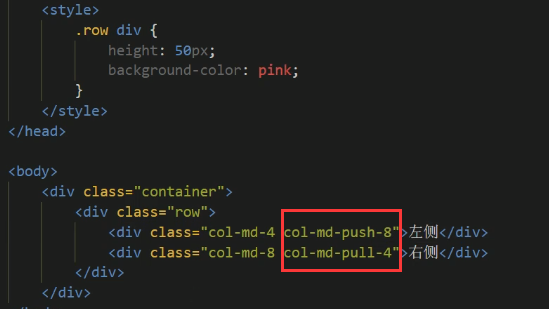 <style>
.row div {
height: 50px;
background-color: pink;
}
</style>
</head>
<body>
<div class="container">
<div class="row">
<div class="col-md-4 col-md-push-8">左侧</div>
<div class="col-md-8 col-md-pull-4">右侧</div>
</div>
</div>